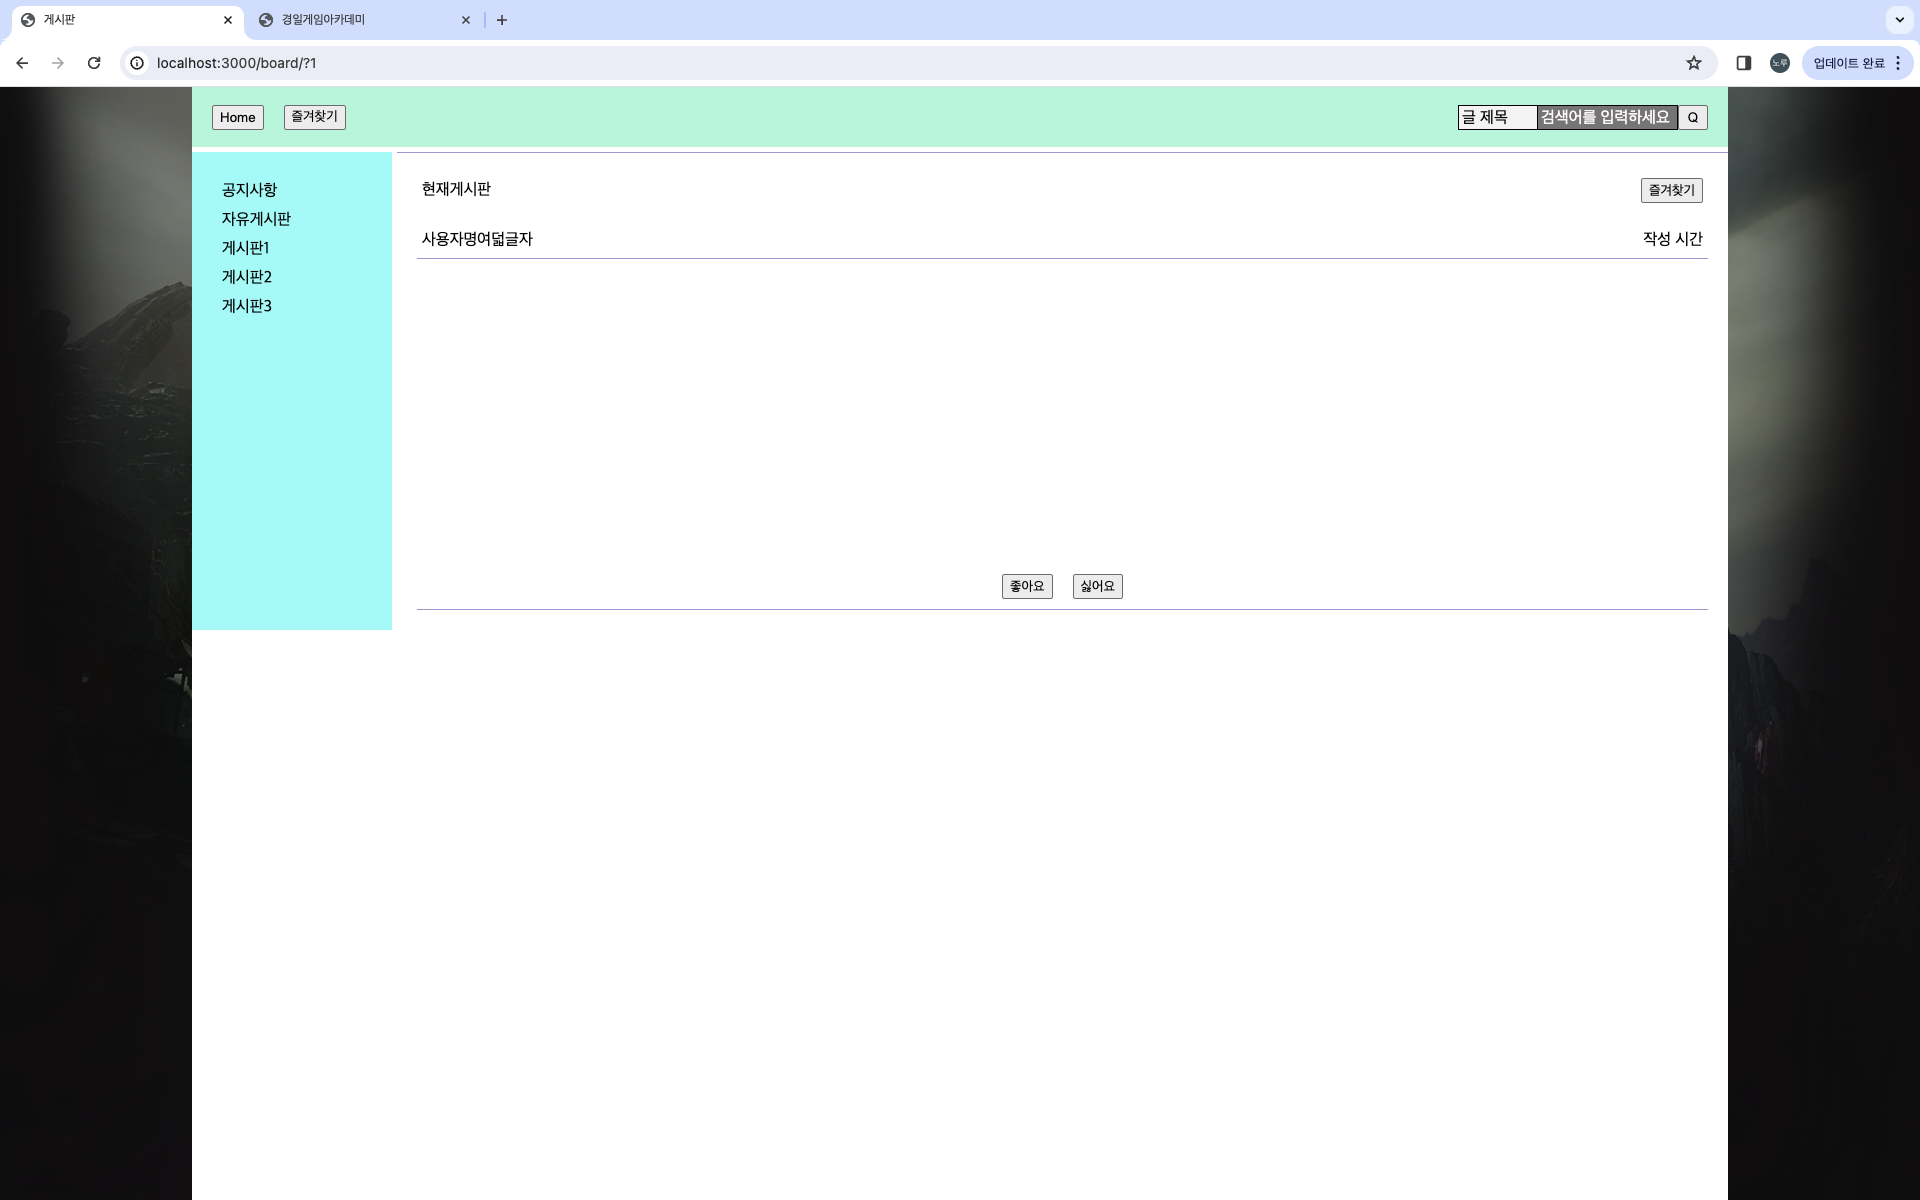 게시판
경일게임아카데미
localhost:3000/board/?1
노루
업데이트 완료
Home
즐겨찾기
글 제목
검색어를 입력하세요
Q
공지사항
자유게시판
게시판1
게시판2
게시판3
현재게시판
즐겨찾기
사용자명여덟글자
작성 시간
좋아요
싫어요